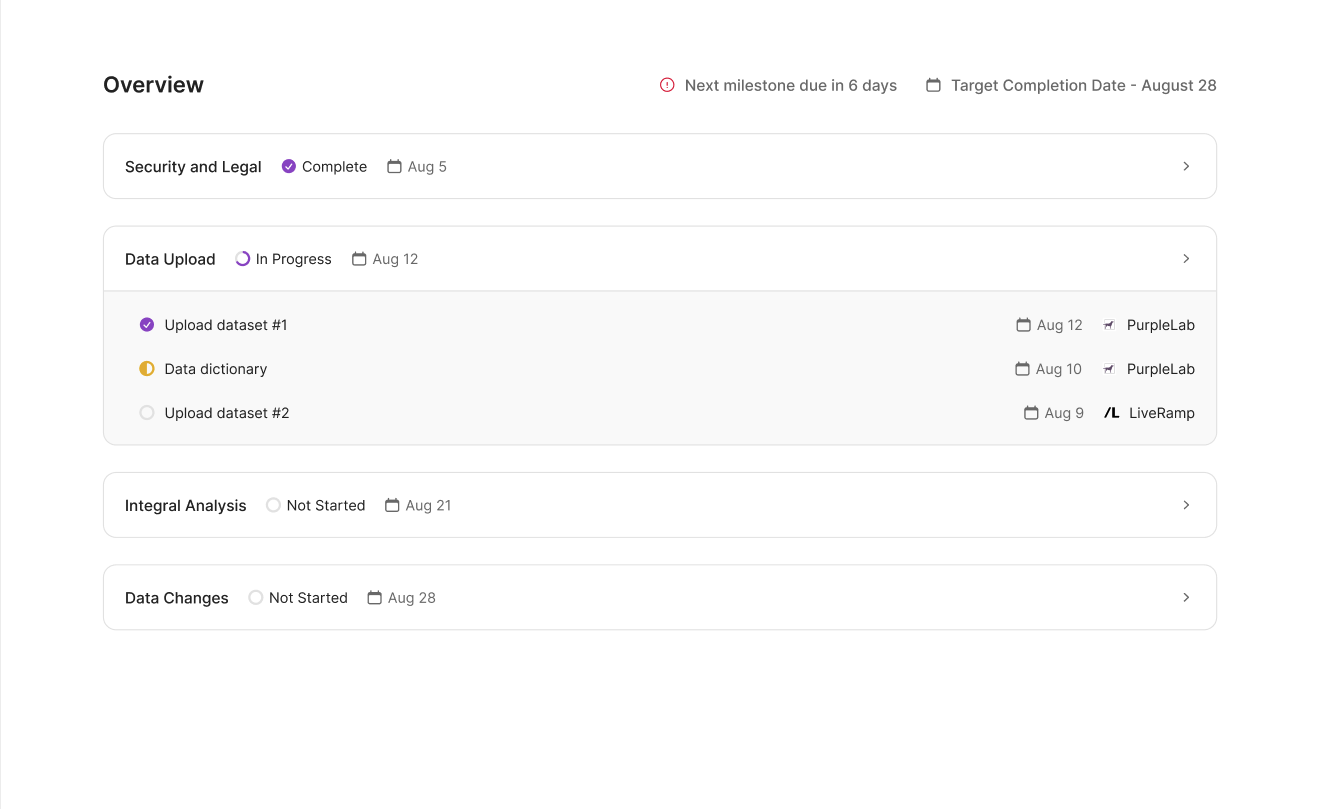 Overview
Next milestone due in 6 days
Target Completion Date - August 28
Security and Legal Complete Aug 5
Data Upload In Progress Aug 12
Upload dataset #1 Aug 12 PurpleLab
Data dictionary Aug 10 PurpleLab
Upload dataset #2 Aug 9 /L LiveRamp
Integral Analysis Not Started Aug 21
Data Changes Not Started Aug 28